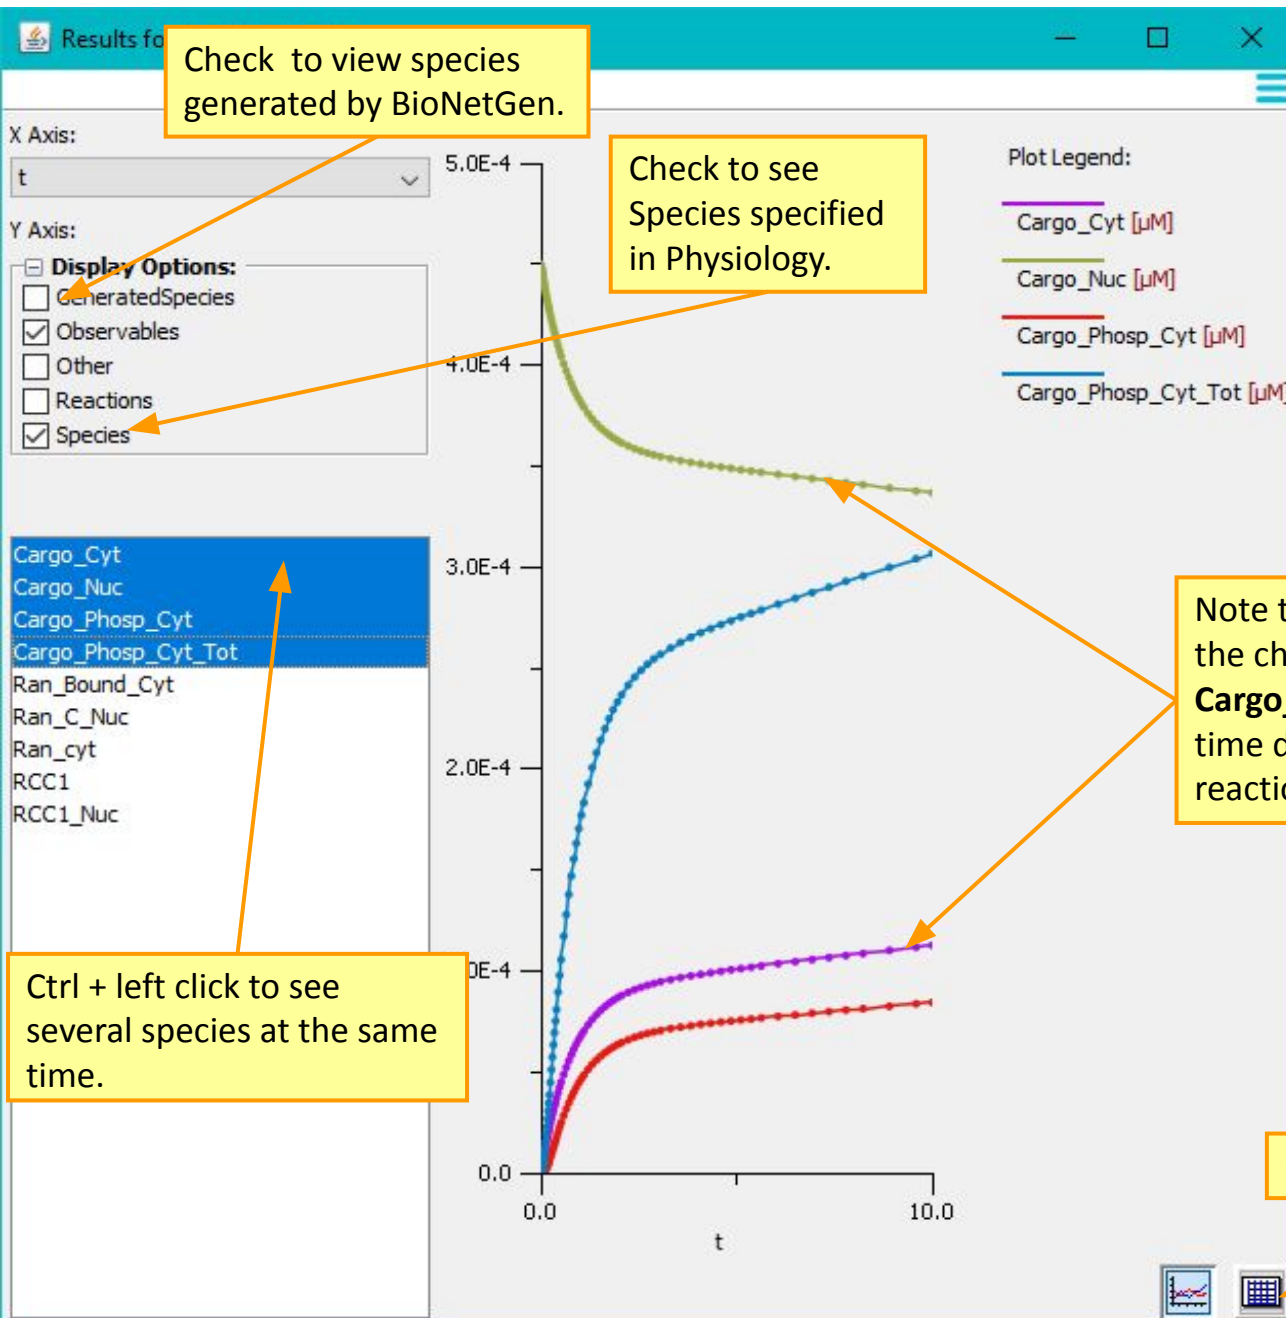 Results fo
Check to view species
generated by BioNetGen.
X Axis:
t
Y Axis:
Display Options:
GeneratedSpecies
Observables
Other
Reactions
Species
Check to see
Species specified
in Physiology.
Cargo_Cyt
Cargo_Nuc
Cargo_Phosp_Cyt
Cargo_Phosp_Cyt_Tot
Ran_Bound_Cyt
Ran_C_Nuc
Ran_cyt
RCC1
RCC1_Nuc
Ctrl + left click to see
several species at the same
time.
5.0E-4
4.0E-4
3.0E-4
2.0E-4
0E-4
0.0
0.0
10.0
t
Plot Legend:
Cargo_Cyt [µM]
Cargo_Nuc [µM]
Cargo_Phosp_Cyt [µM]
Cargo_Phosp_Cyt_Tot [µM]
Note t
the ch
Cargo_
time d
reactio